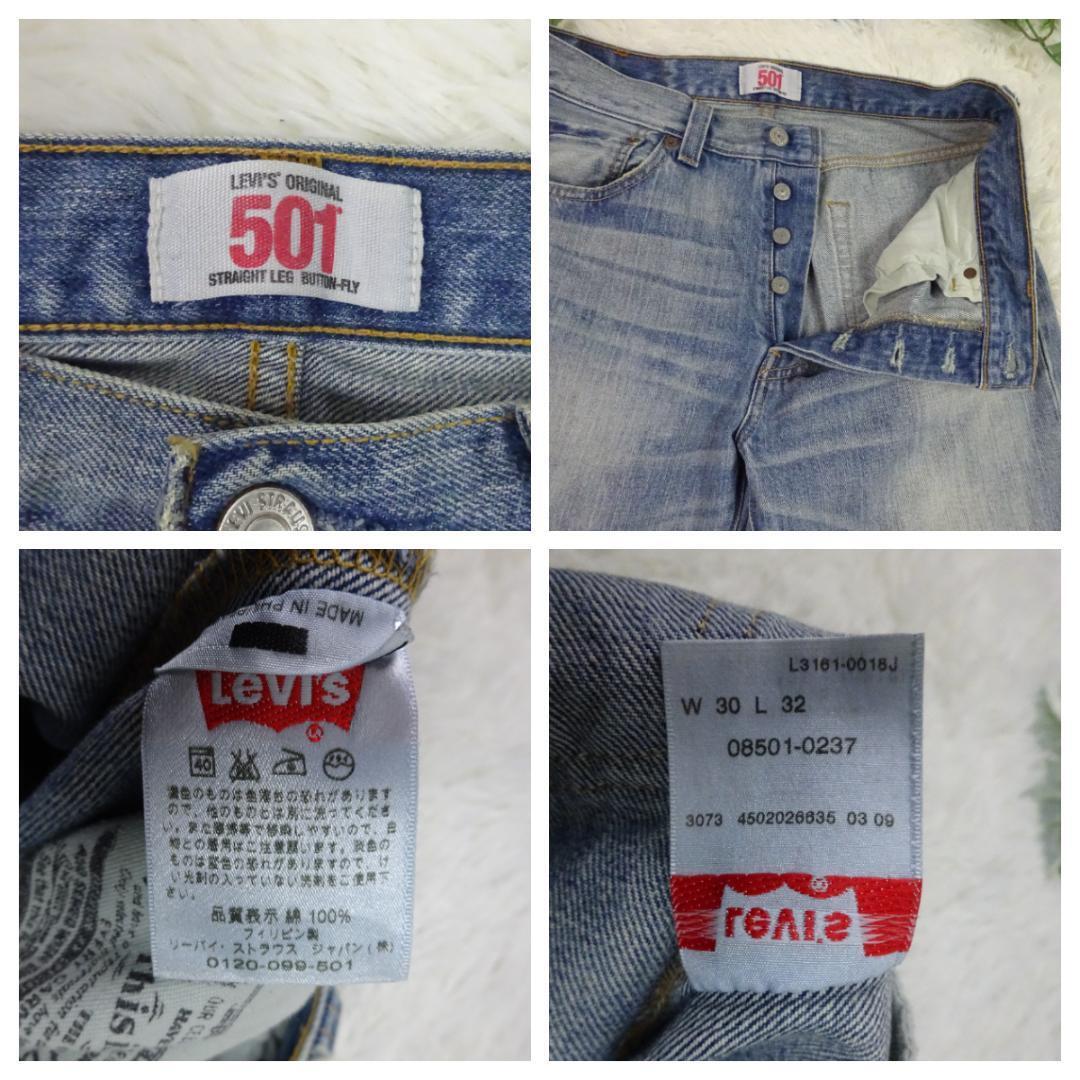 LEVI'S® ORIGINAL
501®
STRAIGHT LEG BUTTON-FLY
LEVI STRAUSS
501
MADE IN
LEVI'S
40
濃色のものは色落ちの恐れがあります
ので、他のものとは別に洗ってくださ
い。また摩擦等で移染しやすいので、白
物との着用はご注意願います。淡色の
ものは変色の恐れがありますので、け
い光剤の入っていない洗剤をご使用下
さい。
品質表示 綿 100%
フィリピン製
リーバイ・ストラウス ジャパン(株)
0120-099-501
This
L3161-0018J
W 30 L 32
08501-0237
3073 4502026635 03 09
LEVI'S